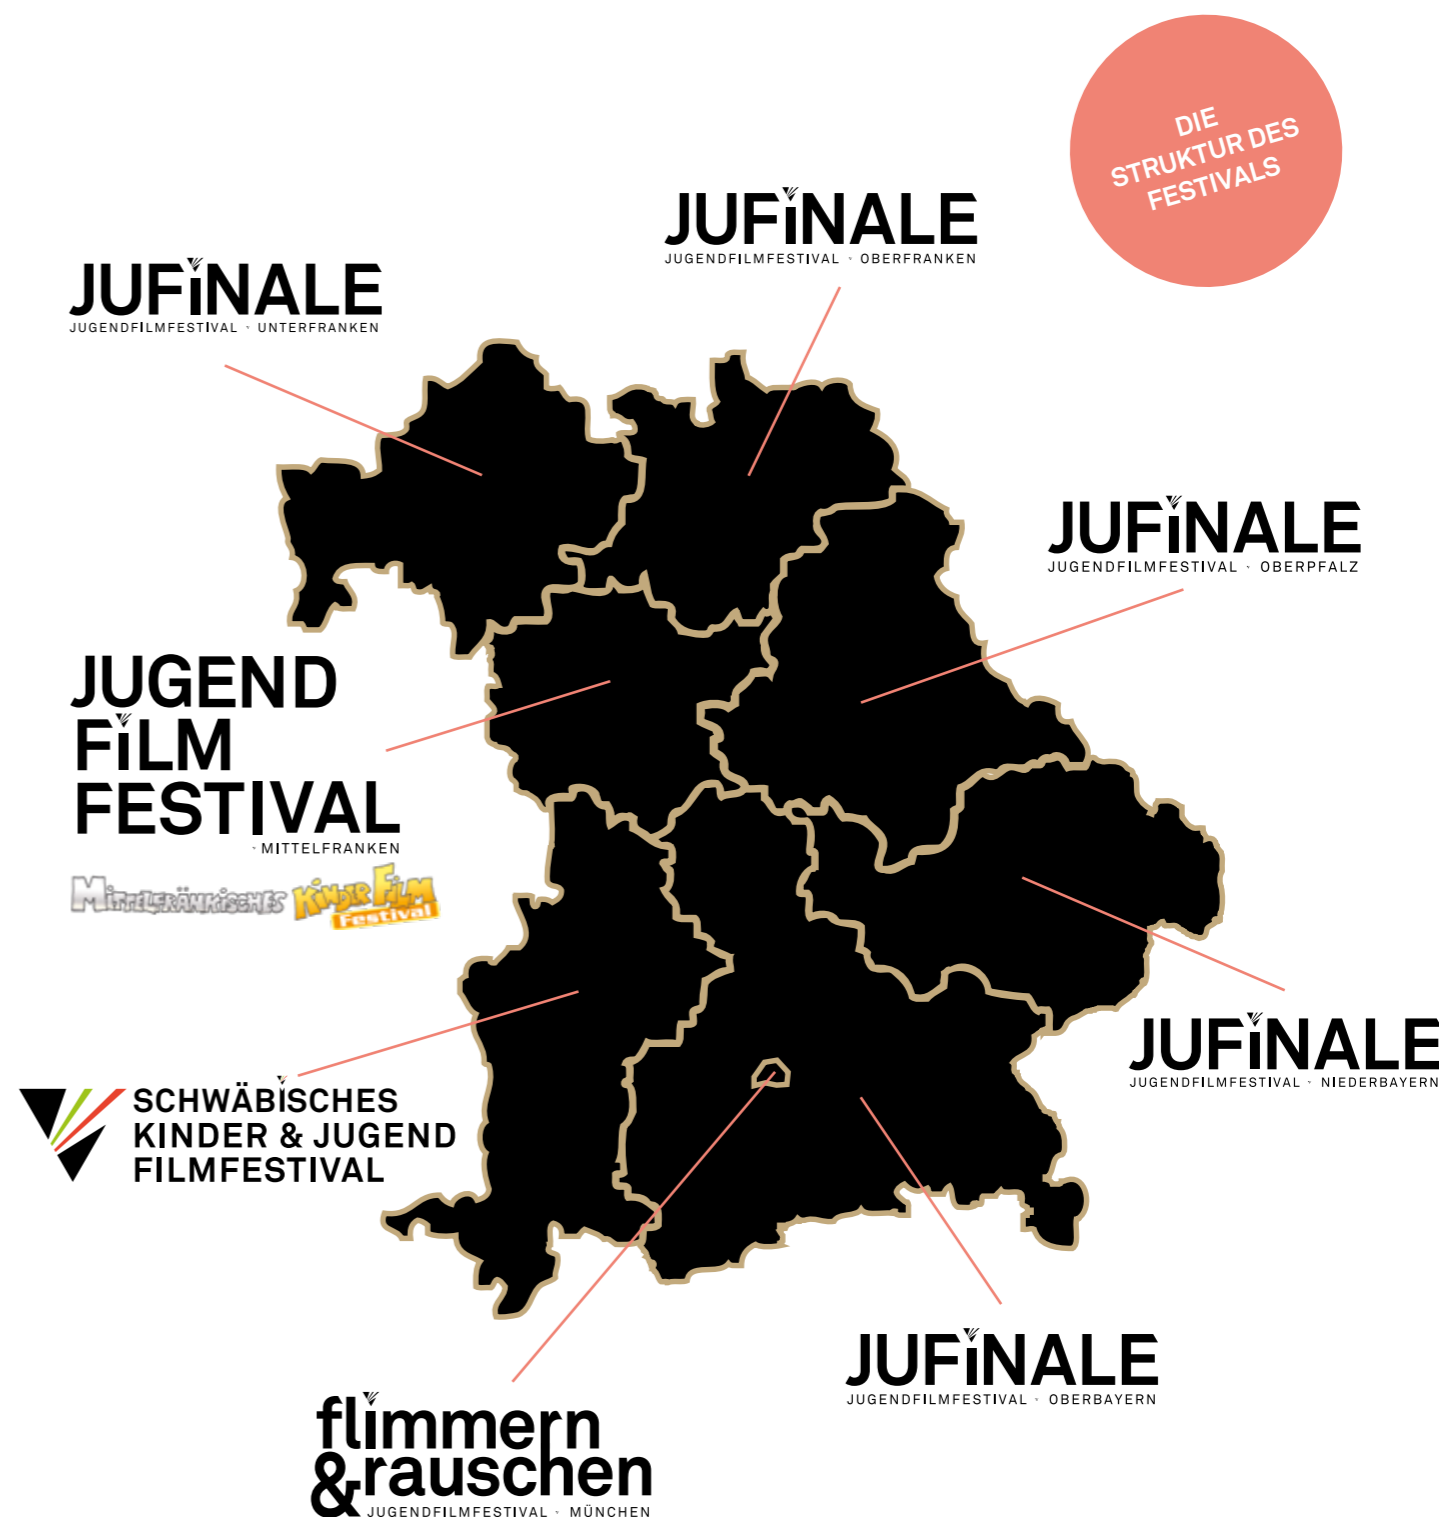 DIE
STRUKTUR DES
FESTIVALS
JUFiNALE
JUGENDFILMFESTIVAL OBERFRANKEN
JUFiNALE
JUGENDFILMFESTIVAL UNTERFRANKEN
JUFiNALE
JUGENDFILMFESTIVAL OBERPFALZ
JUGEND
FiLM
FESTIVAL
MITTELFRANKEN
MITTELFRÄNKISCHES KINDER FILM
Festival
JUFiNALE
JUGENDFILMFESTIVAL NIEDERBAYERN
SCHWÄBISCHES
KINDER & JUGEND
FILMFESTIVAL
JUFiNALE
JUGENDFILMFESTIVAL OBERBAYERN
flimmern
&rauschen
JUGENDFILMFESTIVAL MÜNCHEN